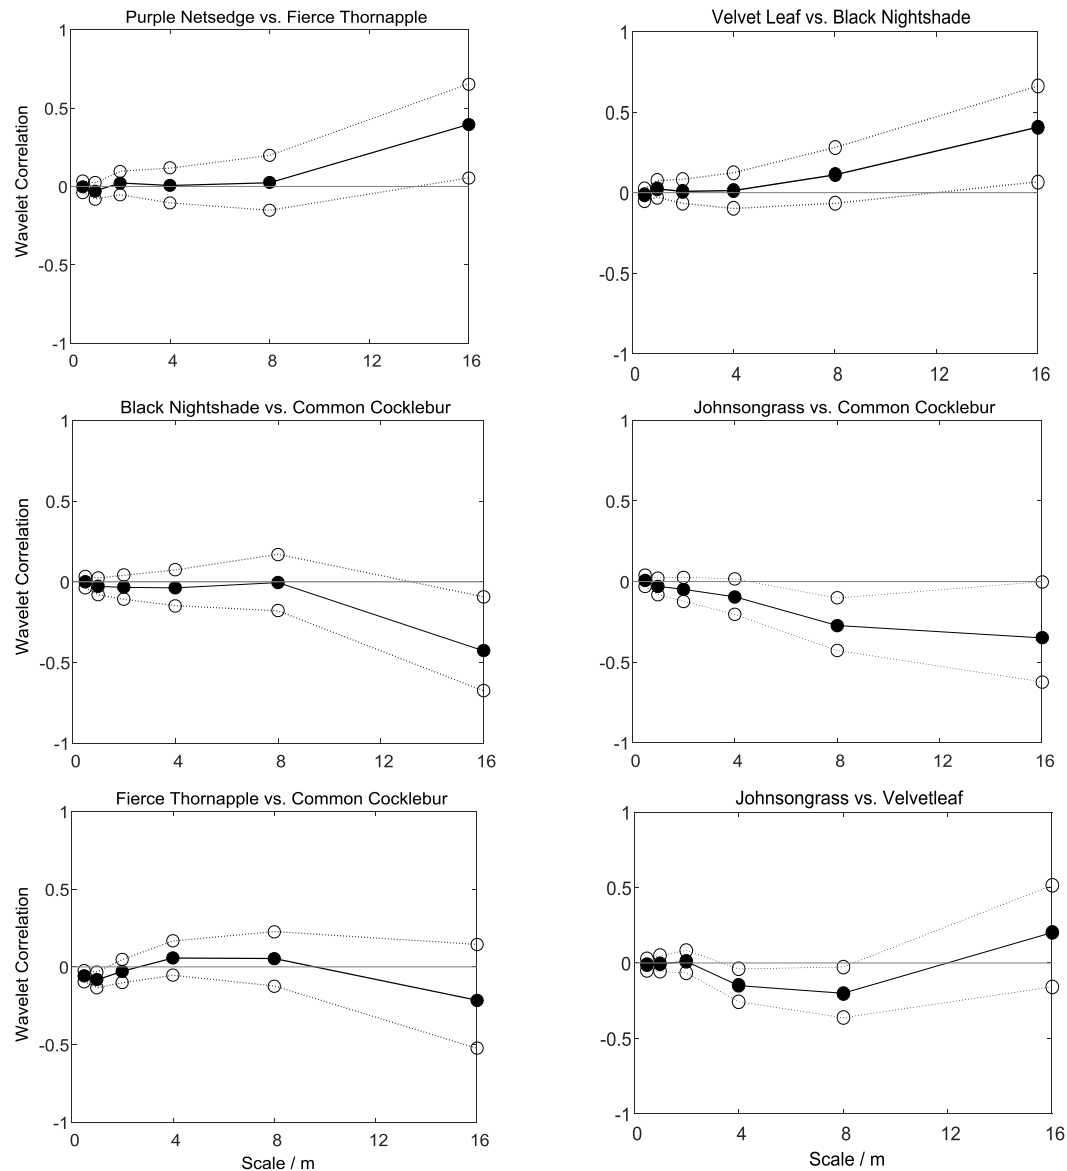 Purple Netsedge vs. Fierce Thornapple
Wavelet Correlation
1
0.5
0
-0.5
-1
0 4 8 12 16
Velvet Leaf vs. Black Nightshade
1
0.5
0
-0.5
-1
0 4 8 12 16
Black Nightshade vs. Common Cocklebur
Wavelet Correlation
1
0.5
0
-0.5
-1
0 4 8 12 16
Johnsongrass vs. Common Cocklebur
1
0.5
0
-0.5
-1
0 4 8 12 16
Fierce Thornapple vs. Common Cocklebur
Wavelet Correlation
1
0.5
0
-0.5
-1
0 4 8 12 16
Scale / m
Johnsongrass vs. Velvetleaf
1
0.5
0
-0.5
-1
0 4 8 12 16
Scale / m